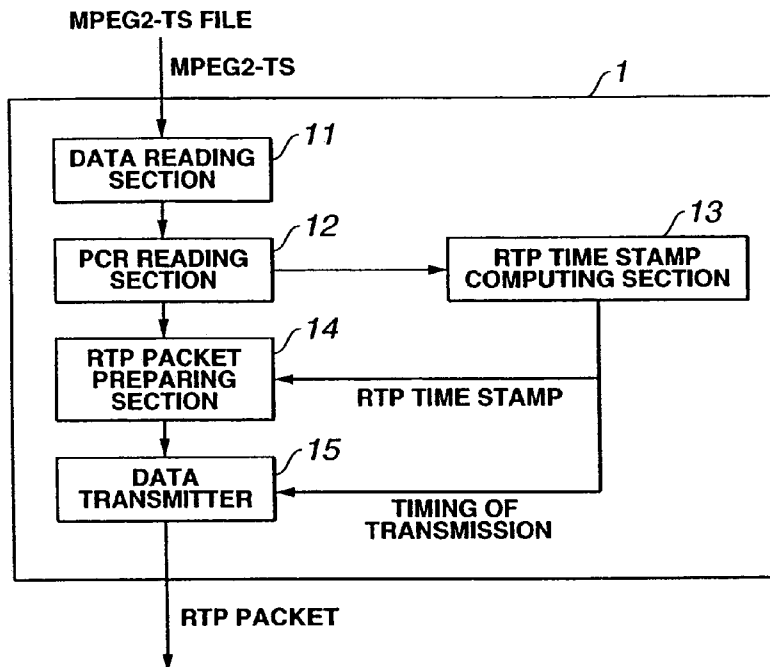 MPEG2-TS FILE
MPEG2-TS
1
11
DATA READING
SECTION
12
PCR READING
SECTION
13
RTP TIME STAMP
COMPUTING SECTION
14
RTP PACKET
PREPARING
SECTION
RTP TIME STAMP
15
DATA
TRANSMITTER
TIMING OF
TRANSMISSION
RTP PACKET